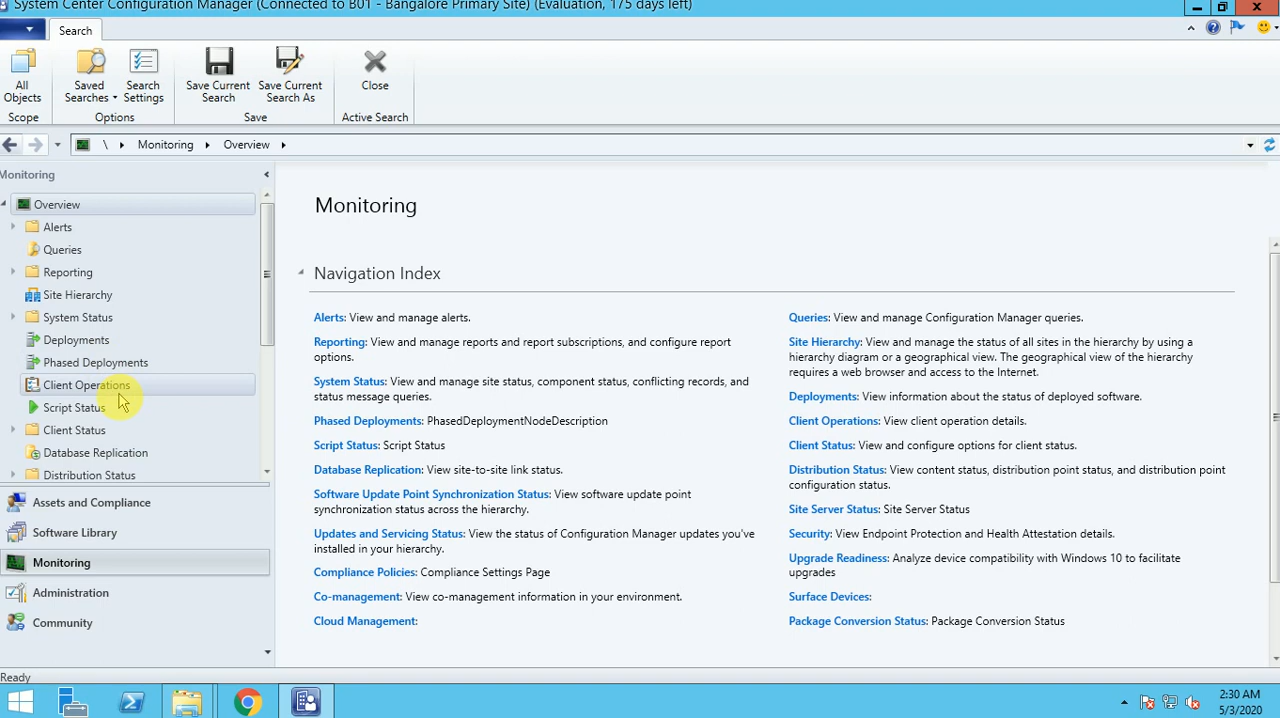 System Center Configuration Manager (Connected to B01 - Bangalore Primary Site) (Evaluation, 175 days left)
Search
All
Objects
Saved
Searches
Search
Settings
Save Current
Search
Save Current
Search As
Close
Scope
Options
Save
Active Search
\ Monitoring Overview
Monitoring
Overview
Alerts
Queries
Reporting
Site Hierarchy
System Status
Deployments
Phased Deployments
Client Operations
Script Status
Client Status
Database Replication
Distribution Status
Assets and Compliance
Software Library
Monitoring
Administration
Community
Monitoring
Navigation Index
Alerts: View and manage alerts.
Reporting: View and manage reports and report subscriptions, and configure report
options.
System Status: View and manage site status, component status, conflicting records, and
status message queries.
Phased Deployments: PhasedDeploymentNodeDescription
Script Status: Script Status
Database Replication: View site-to-site link status.
Software Update Point Synchronization Status: View software update point
synchronization status across the hierarchy.
Updates and Servicing Status: View the status of Configuration Manager updates you've
installed in your hierarchy.
Compliance Policies: Compliance Settings Page
Co-management: View co-management information in your environment.
Cloud Management:
Queries: View and manage Configuration Manager queries.
Site Hierarchy: View and manage the status of all sites in the hierarchy by using a
hierarchy diagram or a geographical view. The geographical view of the hierarchy
requires a web browser and access to the Internet.
Deployments: View information about the status of deployed software.
Client Operations: View client operation details.
Client Status: View and configure options for client status.
Distribution Status: View content status, distribution point status, and distribution point
configuration status.
Site Server Status: Site Server Status
Security: View Endpoint Protection and Health Attestation details.
Upgrade Readiness: Analyze device compatibility with Windows 10 to facilitate
upgrades
Surface Devices:
Package Conversion Status: Package Conversion Status
Ready
2:30 AM
5/3/2020